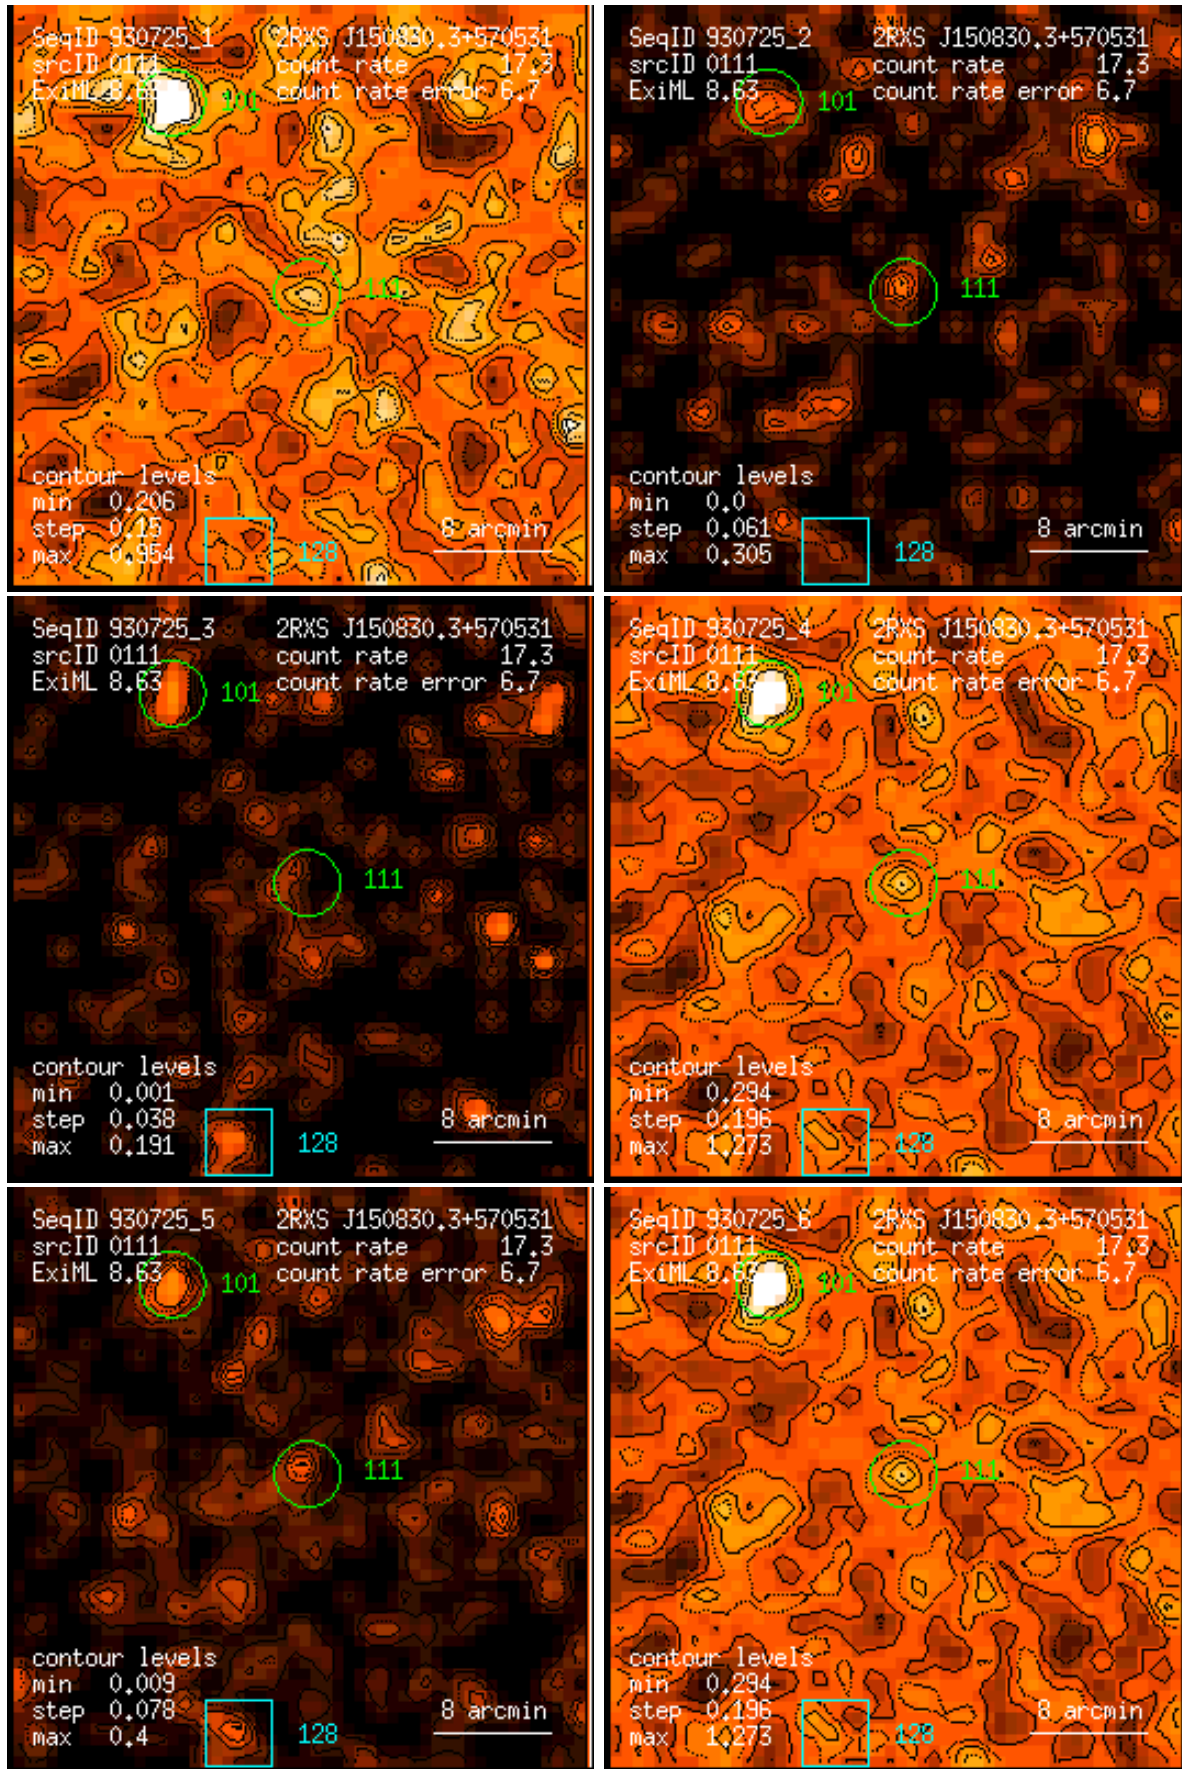 SeqID 930725_1 2RXS J150830.3+570531
srcID 0111 count rate 17.3
ExiML 8.63 count rate error 6.7
101
111
contour levels
min 0.206
step 0.15 8 arcmin
max 0.954 128
SeqID 930725_2 2RXS J150830.3+570531
srcID 0111 count rate 17.3
ExiML 8.63 count rate error 6.7
101
111
contour levels
min 0.0
step 0.061 8 arcmin
max 0.305 128
SeqID 930725_3 2RXS J150830.3+570531
srcID 0111 count rate 17.3
ExiML 8.63 count rate error 6.7
101
111
contour levels
min 0.001
step 0.038 8 arcmin
max 0.191 128
SeqID 930725_4 2RXS J150830.3+570531
srcID 0111 count rate 17.3
ExiML 8.63 count rate error 6.7
101
111
contour levels
min 0.294
step 0.196 8 arcmin
max 1.273 128
SeqID 930725_5 2RXS J150830.3+570531
srcID 0111 count rate 17.3
ExiML 8.63 count rate error 6.7
101
111
contour levels
min 0.009
step 0.078 8 arcmin
max 0.4 128
SeqID 930725_6 2RXS J150830.3+570531
srcID 0111 count rate 17.3
ExiML 8.63 count rate error 6.7
101
111
contour levels
min 0.294
step 0.196 8 arcmin
max 1.273 128